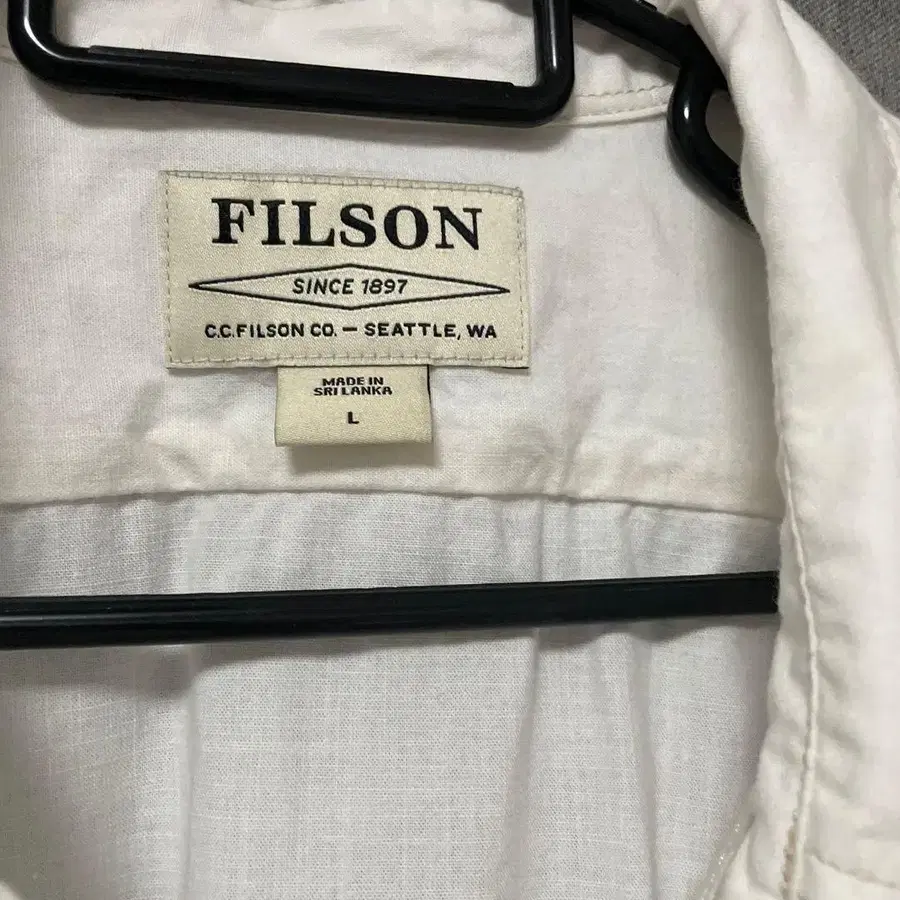 FILSON
SINCE 1897
C.C.FILSON CO. – SEATTLE, WA
MADE IN
SRI LANKA
L